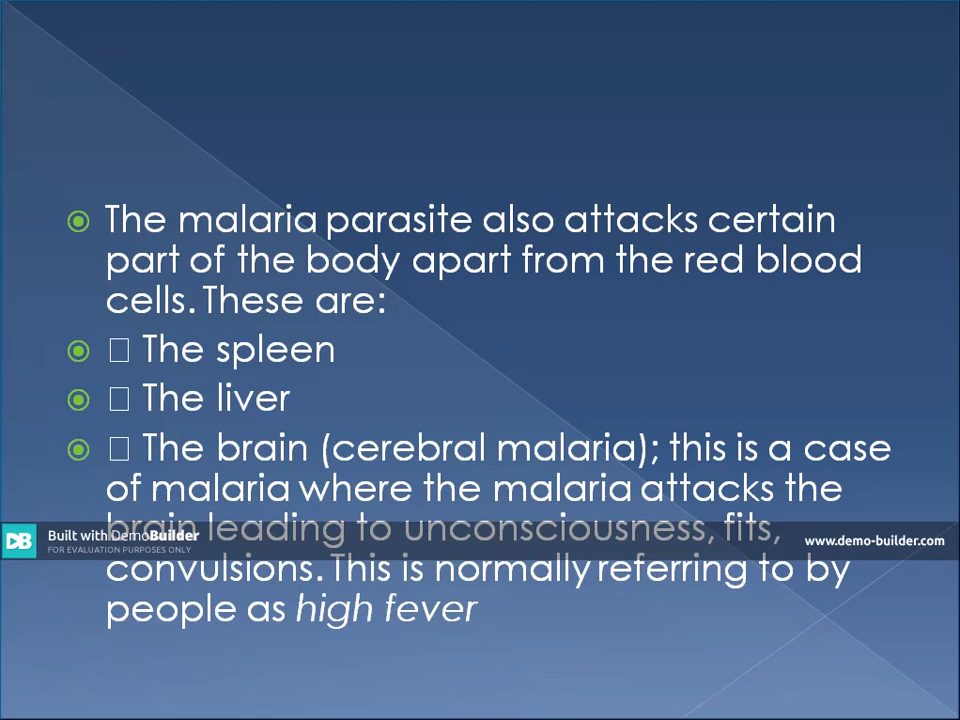 The malaria parasite also attacks certain
part of the body apart from the red blood
cells. These are:
The spleen
The liver
The brain (cerebral malaria); this is a case
of malaria where the malaria attacks the
brain leading to unconsciousness, fits,
DB Built with DemoBuilder
FOR EVALUATION PURPOSES ONLY
www.demo-builder.com
convulsions. This is normally referring to by
people as high fever